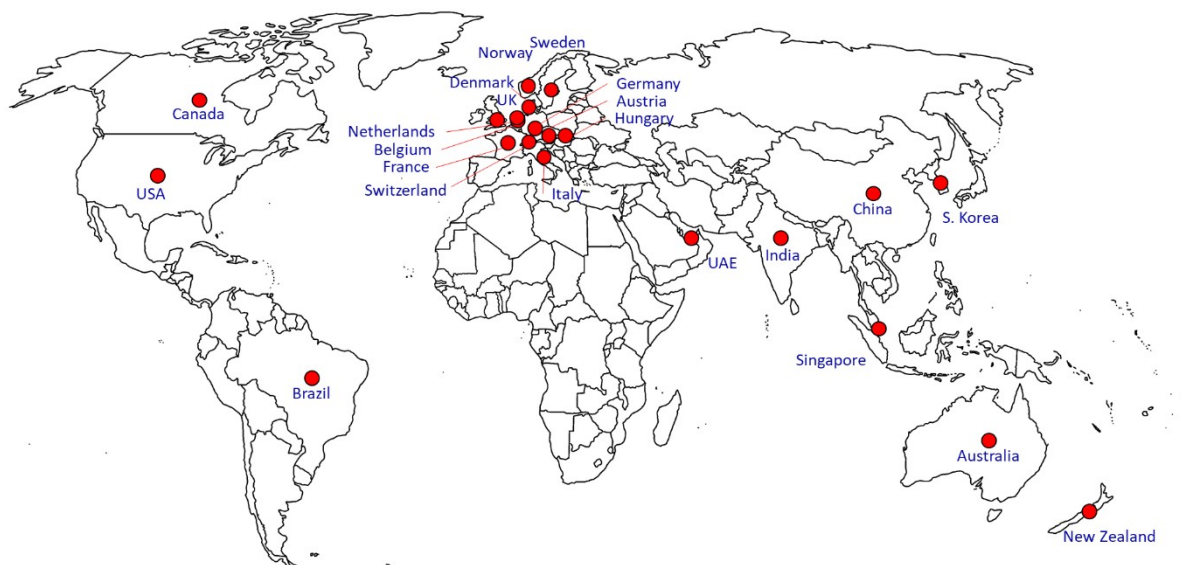 Sweden
Norway
Denmark
Germany
UK
Austria
Canada
Hungary
Netherlands
Belgium
France
Switzerland
USA
Italy
China
S. Korea
India
UAE
Singapore
Brazil
Australia
New Zealand